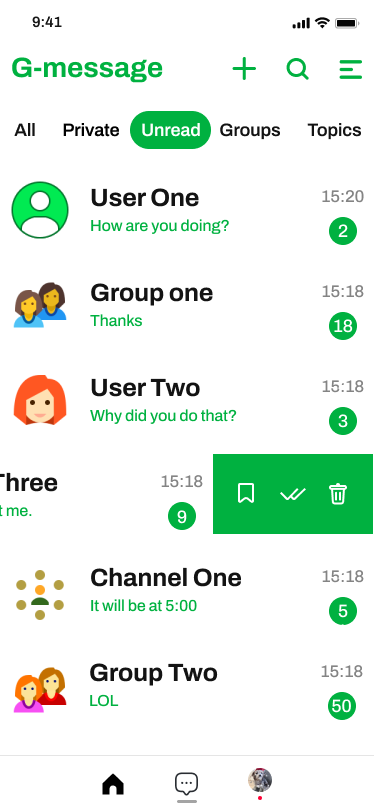 9:41
G-message
All Private Unread Groups Topics
User One 15:20
How are you doing? 2
Group one 15:18
Thanks 18
User Two 15:18
Why did you do that? 3
Three 15:18
me. 9
Channel One 15:18
It will be at 5:00 5
Group Two 15:18
LOL 50